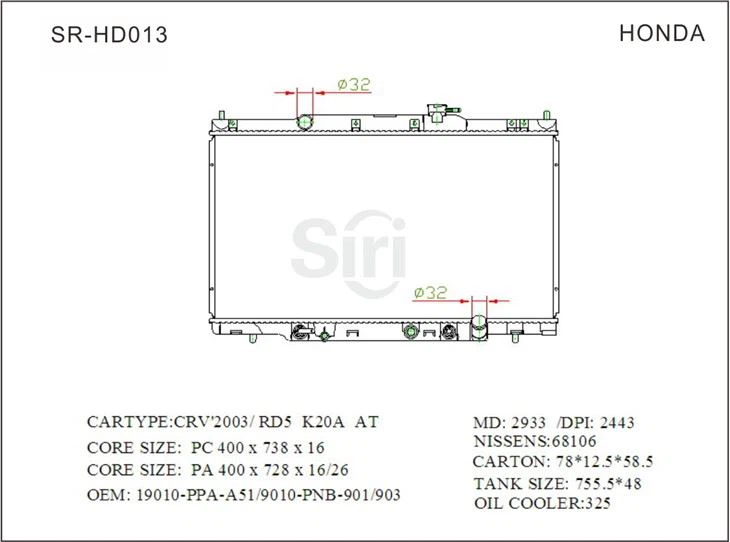 SR-HD013
HONDA
ø32
Siri
ø32
CARTYPE:CRV'2003/ RD5 K20A AT
CORE SIZE: PC 400 x 738 x 16
CORE SIZE: PA 400 x 728 x 16/26
OEM: 19010-PPA-A51/9010-PNB-901/903
MD: 2933 /DPI: 2443
NISSENS:68106
CARTON: 78*12.5*58.5
TANK SIZE: 755.5*48
OIL COOLER:325